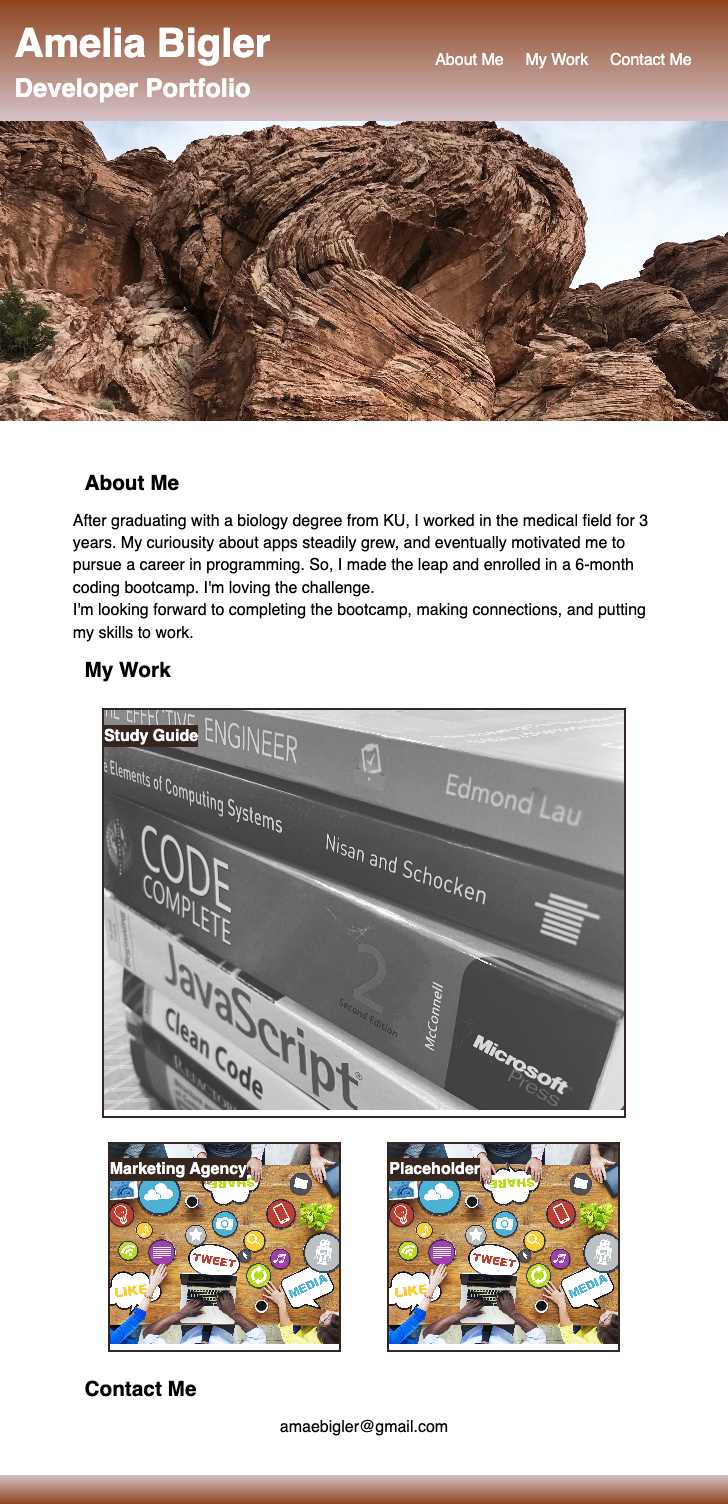 Amelia Bigler
Developer Portfolio
About Me
My Work
Contact Me
About Me
After graduating with a biology degree from KU, I worked in the medical field for 3
years. My curiousity about apps steadily grew, and eventually motivated me to
pursue a career in programming. So, I made the leap and enrolled in a 6-month
coding bootcamp. I'm loving the challenge.
I'm looking forward to completing the bootcamp, making connections, and putting
my skills to work.
My Work
Study Guide
ENGINEER
Edmond Lau
Elements of Computing Systems
Nisan and Schocken
CODE
COMPLETE
2
Second Edition
McConnell
Microsoft
Press
JavaScript
Clean Code
Marketing Agency
SHARE
TWEET
LIKE
MEDIA
Placeholder
SHARE
TWEET
LIKE
MEDIA
Contact Me
amaebigler@gmail.com